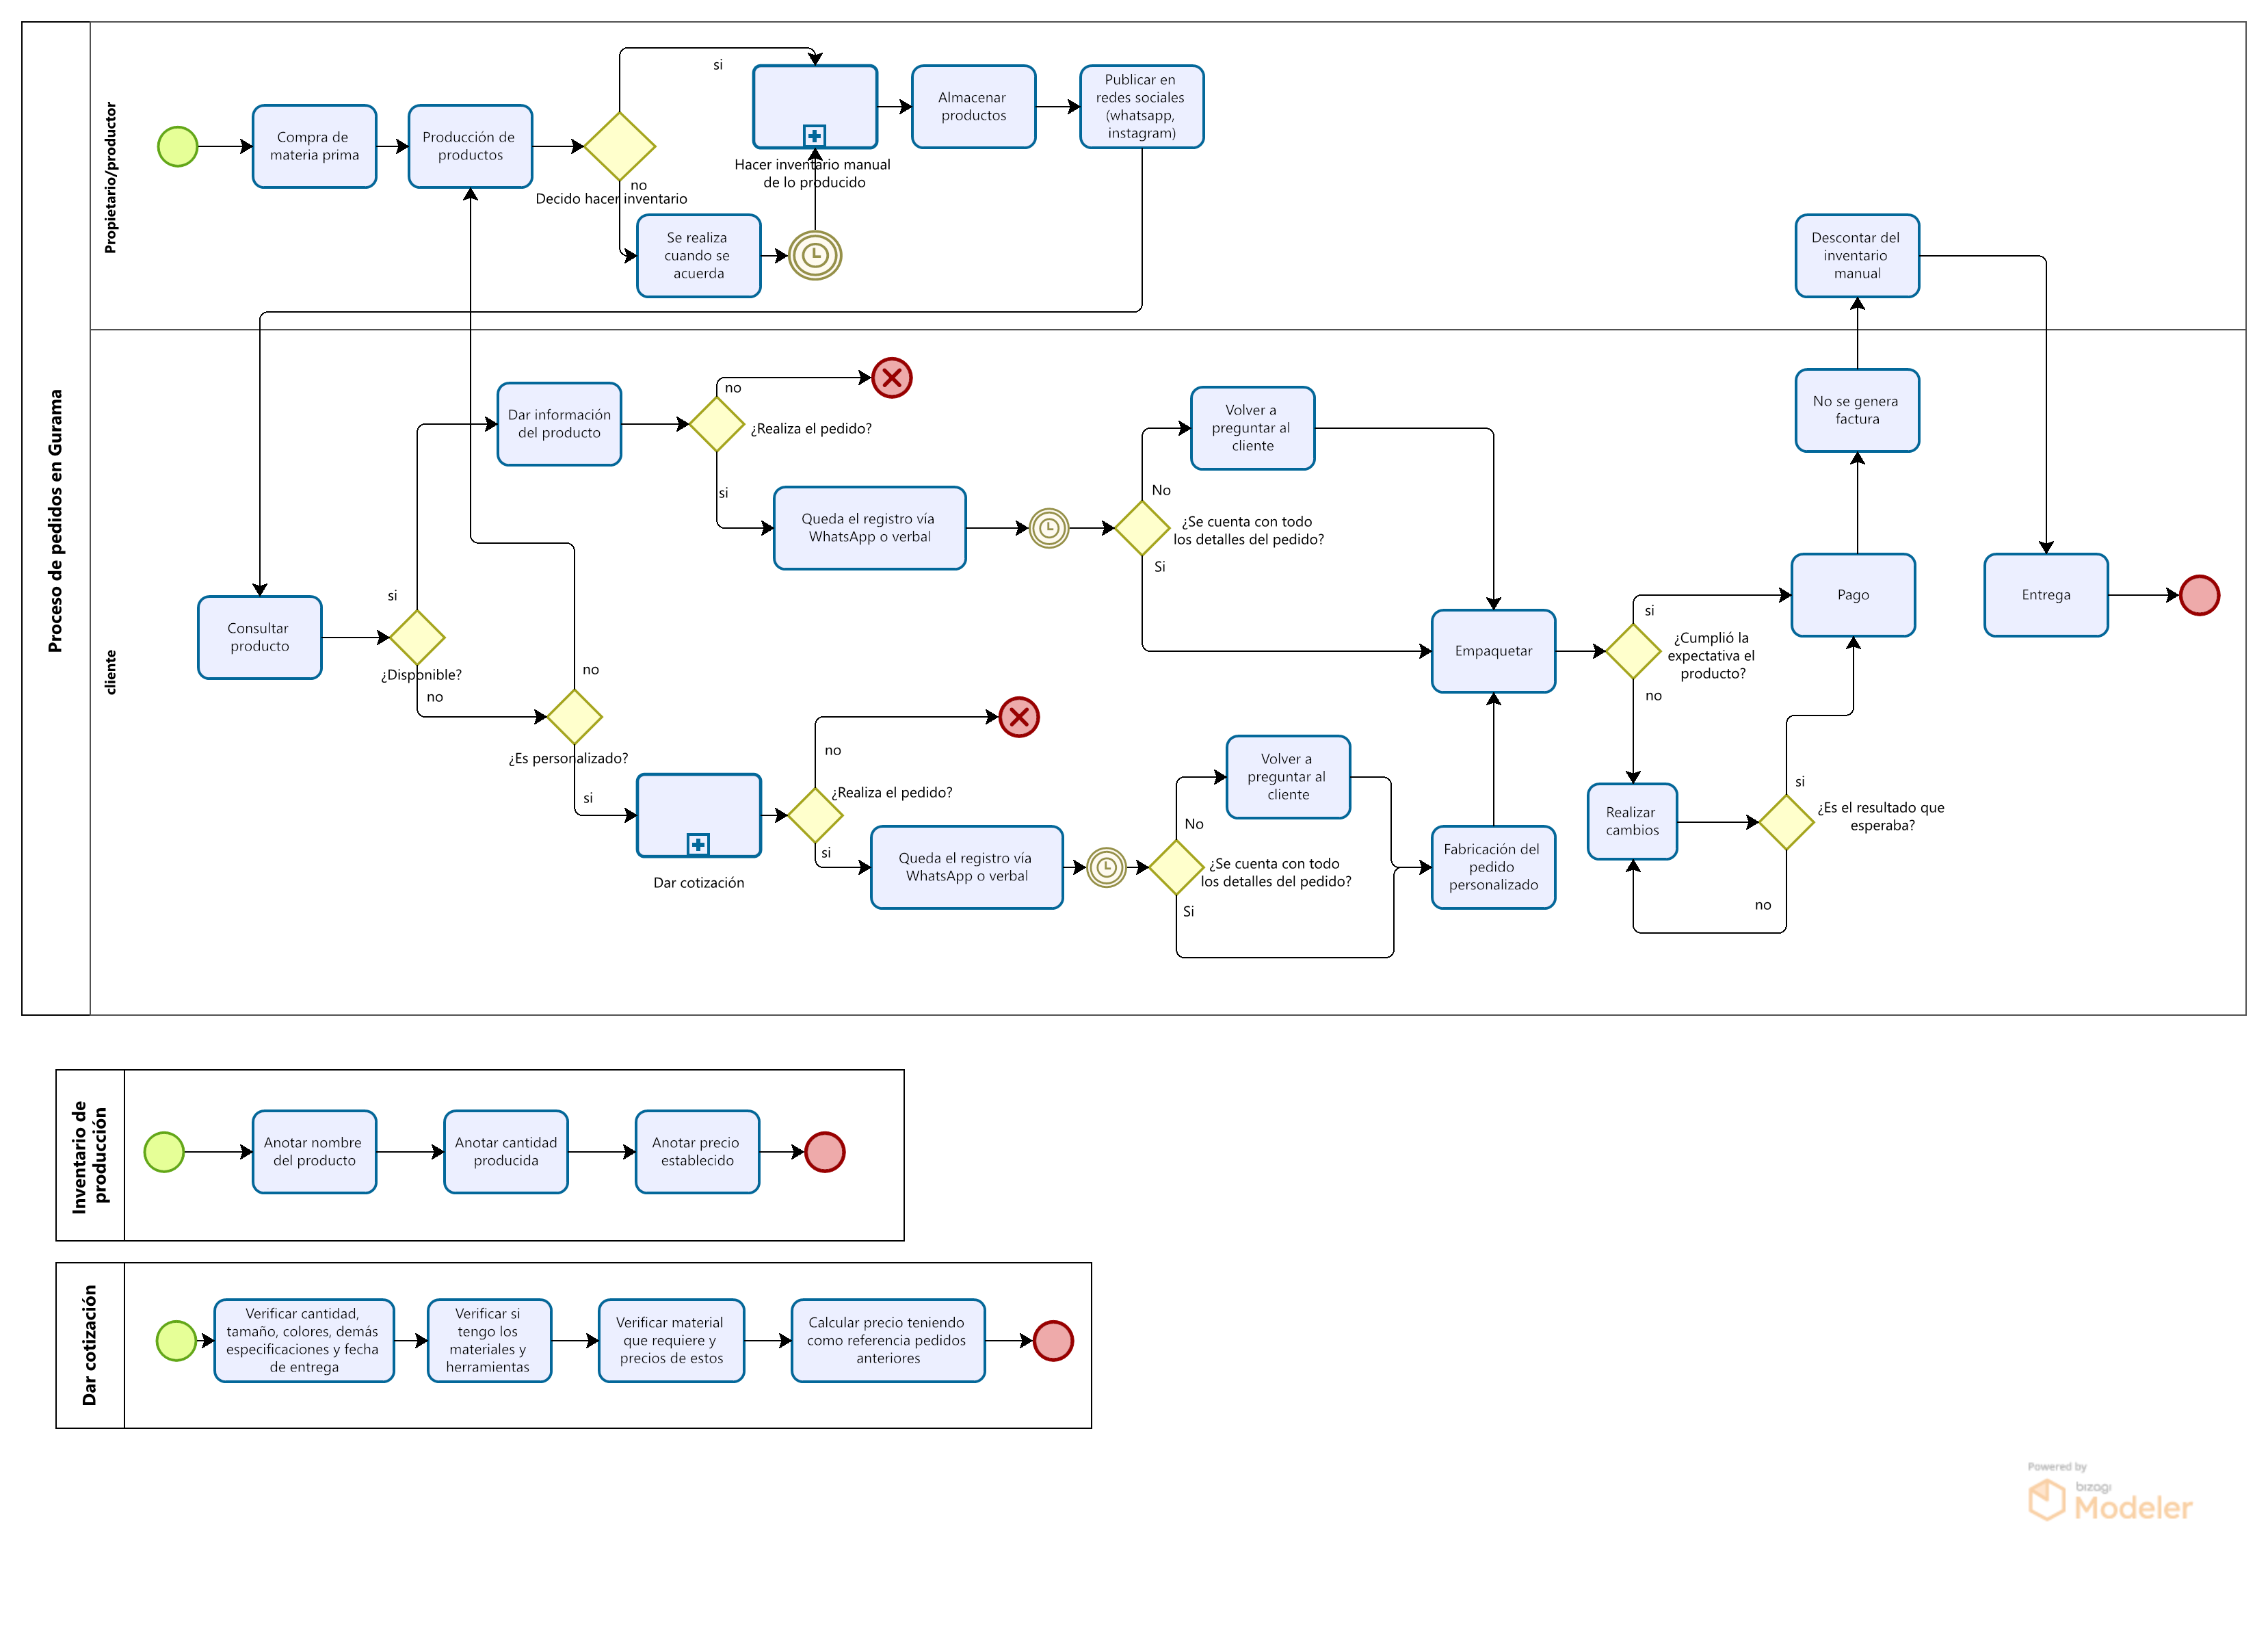 Proceso de pedidos en Gurama
Propietario/productor
Compra de
materia prima
Producción de
productos
Decido hacer inventario
si
no
Hacer inventario manual
de lo producido
Se realiza
cuando se
acuerda
Almacenar
productos
Publicar en
redes sociales
(whatsapp,
instagram)
Descontar del
inventario
manual
cliente
Consultar
producto
¿Disponible?
si
no
Dar información
del producto
¿Realiza el pedido?
no
si
Queda el registro vía
WhatsApp o verbal
¿Se cuenta con todo
los detalles del pedido?
No
Si
Volver a
preguntar al
cliente
¿Es personalizado?
no
si
Dar cotización
¿Realiza el pedido?
no
si
Queda el registro vía
WhatsApp o verbal
¿Se cuenta con todo
los detalles del pedido?
No
Si
Volver a
preguntar al
cliente
Fabricación del
pedido
personalizado
Empaquetar
¿Cumplió la
expectativa el
producto?
si
no
Realizar
cambios
¿Es el resultado que
esperaba?
si
no
Pago
No se genera
factura
Entrega
Inventario de
producción
Anotar nombre
del producto
Anotar cantidad
producida
Anotar precio
establecido
Dar cotización
Verificar cantidad,
tamaño, colores, demás
especificaciones y fecha
de entrega
Verificar si
tengo los
materiales y
herramientas
Verificar material
que requiere y
precios de estos
Calcular precio teniendo
como referencia pedidos
anteriores
Powered by
bizagi
Modeler